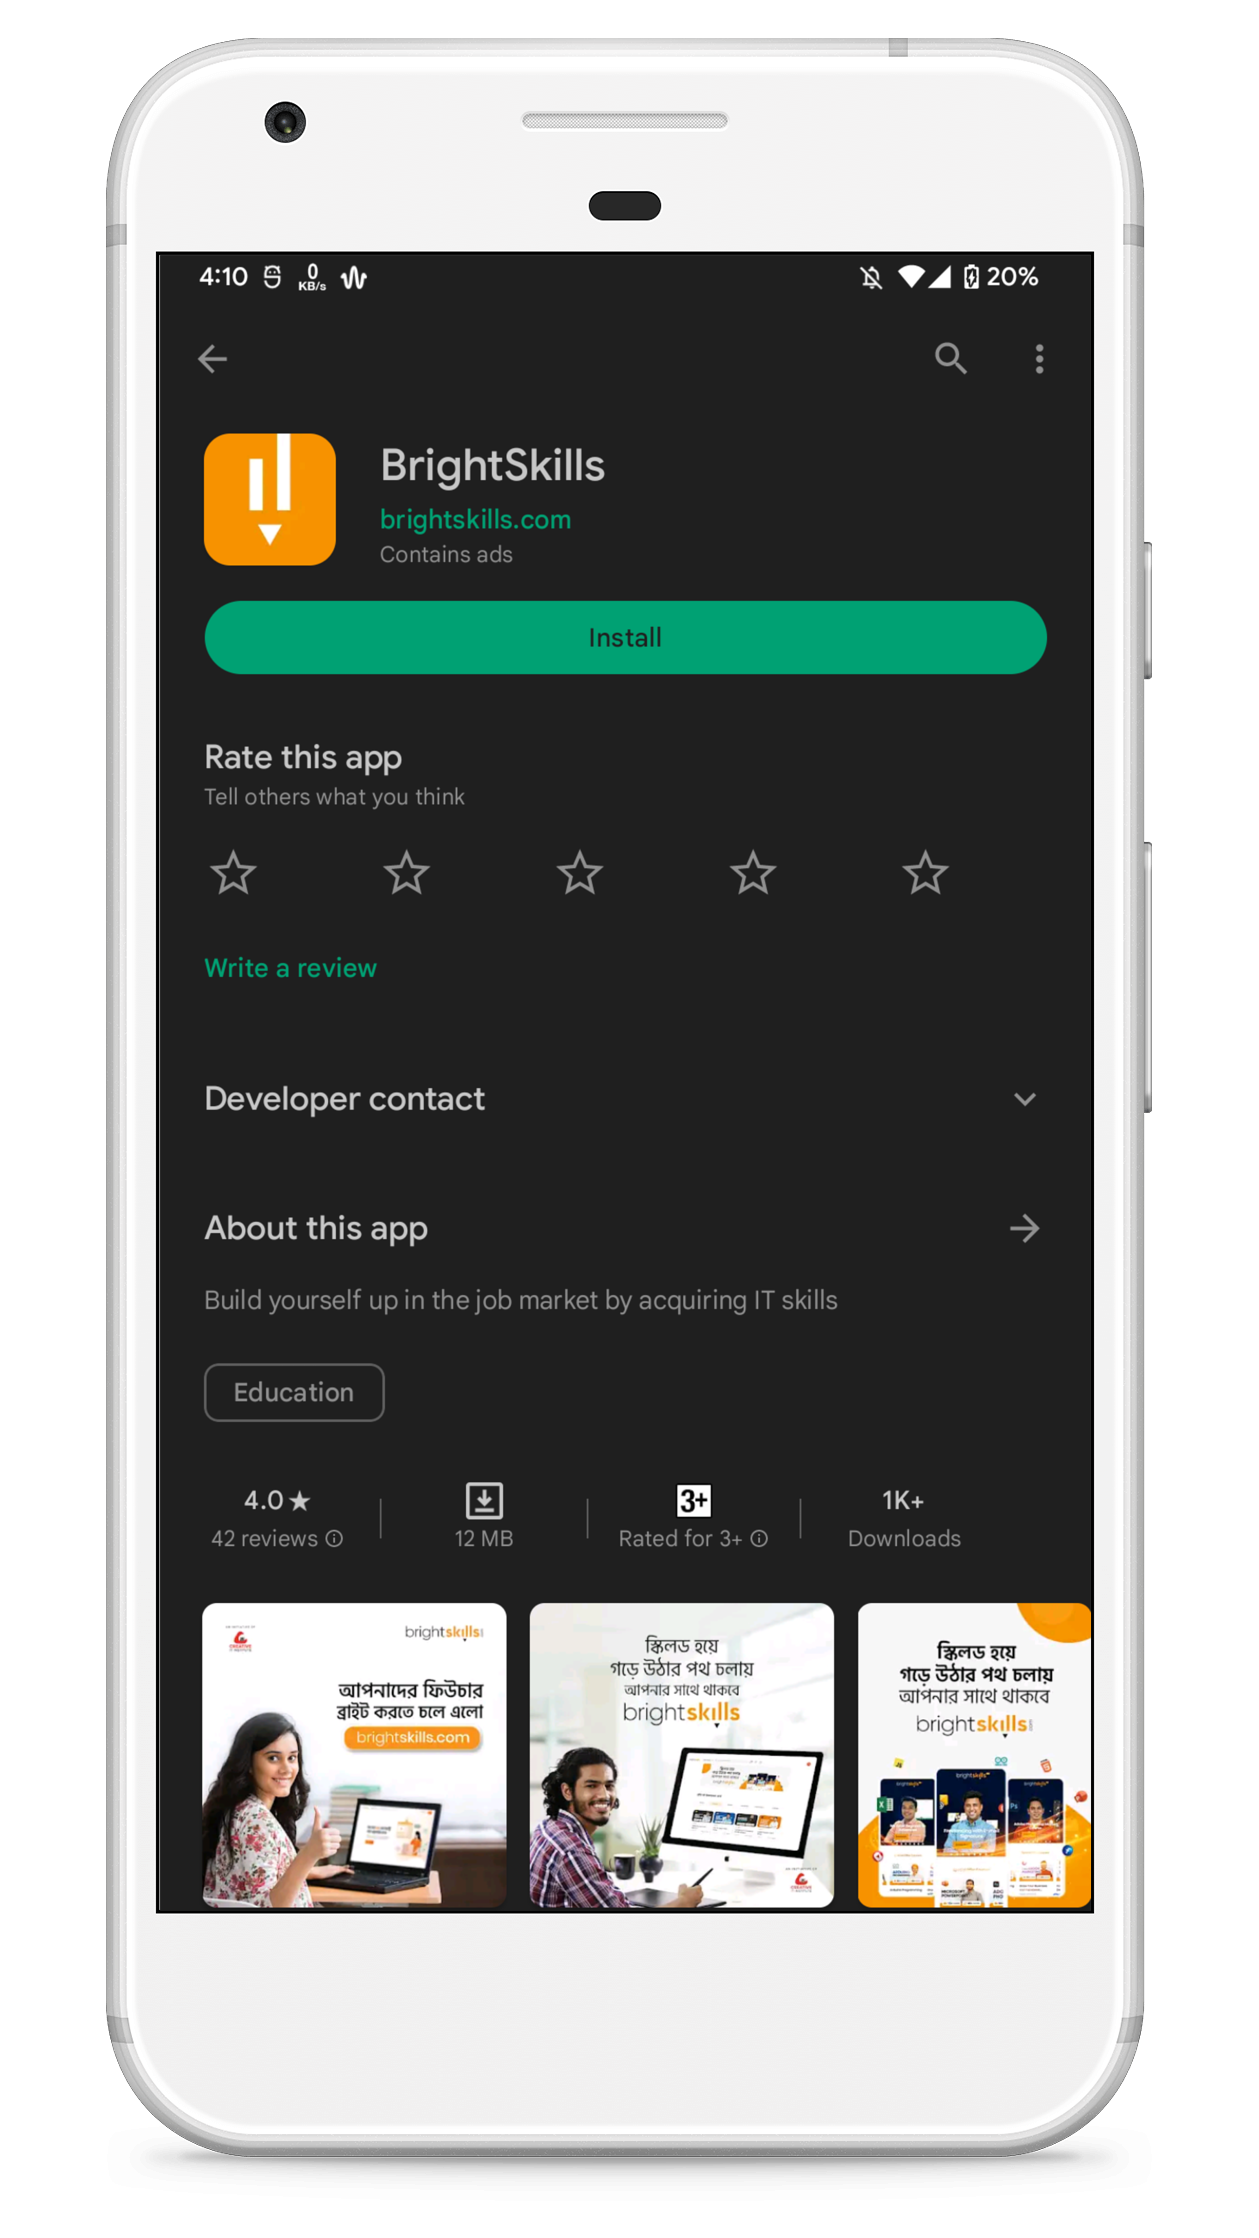 4:10
0
KB/s
20%
BrightSkills
brightskills.com
Contains ads
Install
Rate this app
Tell others what you think
Write a review
Developer contact
About this app
Build yourself up in the job market by acquiring IT skills
Education
4.0★
42 reviews
12 MB
3+
Rated for 3+
1K+
Downloads
brightskills
আপনাদের ফিউচার
ব্রাইট করতে চলে এলো
brightskills.com
স্কিলড হয়ে
গড়ে উঠার পথ চলায়
আপনার সাথে থাকবে
brightskills
স্কিলড হয়ে
গড়ে উঠার পথ চলায়
আপনার সাথে থাকবে
brightskills